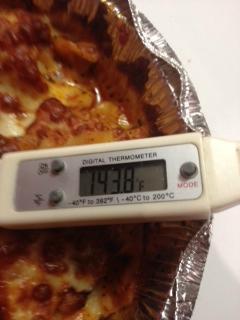 DIGITAL THERMOMETER
143.8°F
MODE
-40°F to 392°F \ -40°C to 200°C